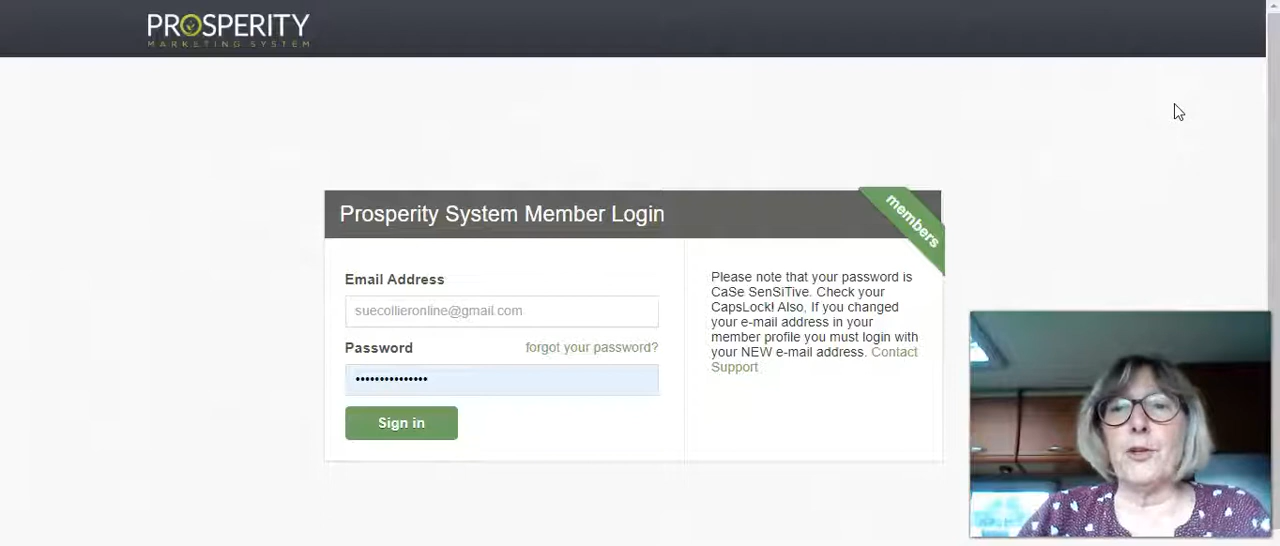 PROSPERITY
MARKETING SYSTEM
Prosperity System Member Login
members
Email Address
suecollieronline@gmail.com
Password
forgot your password?
•••••••••••••••
Sign in
Please note that your password is
CaSe SenSiTive. Check your
CapsLock! Also, If you changed
your e-mail address in your
member profile you must login with
your NEW e-mail address. Contact
Support